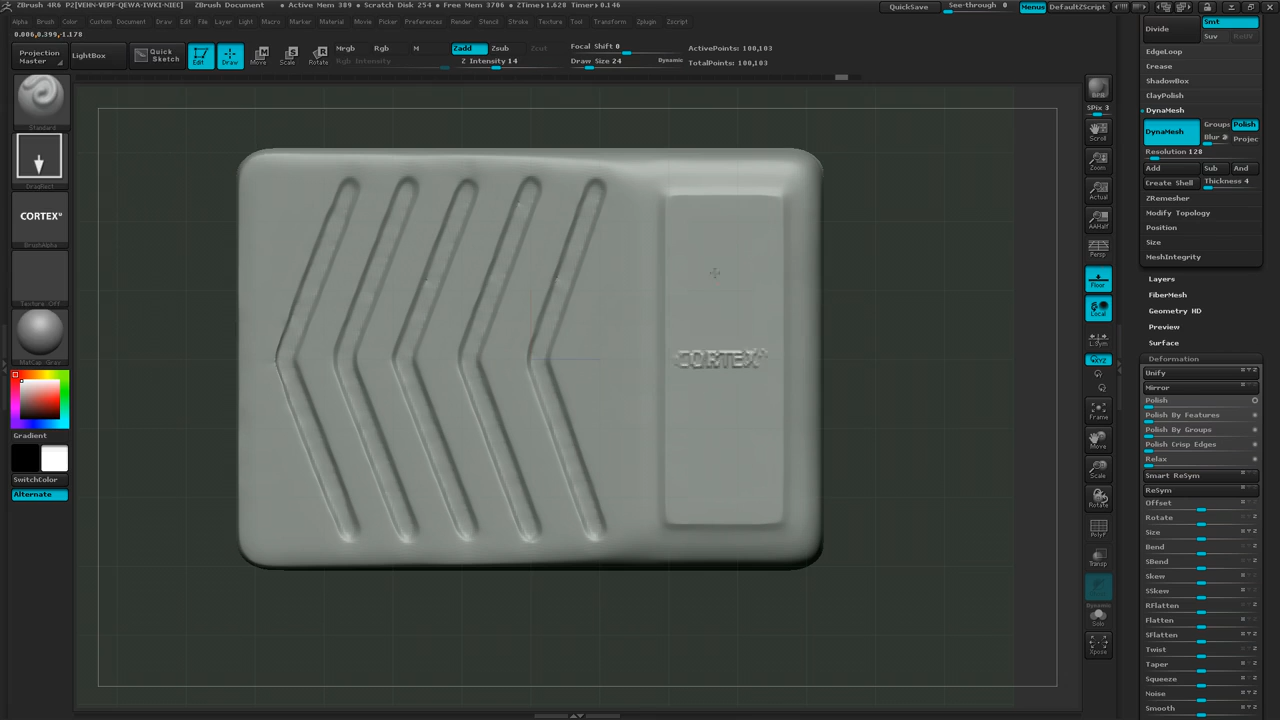 ZBrush 4R6 P2[VEHN-VEPF-QEWA-IWKI-NIEC] ZBrush Document • Active Mem 389 • Scratch Disk 254 • Free Mem 3706 • ZTime▸1.628 Timer▸0.146 QuickSave See-through 0 Menus DefaultZScript
Alpha Brush Color Custom Document Draw Edit File Layer Light Macro Marker Material Movie Picker Preferences Render Stencil Stroke Texture Tool Transform Zplugin Zscript
0.006,0.399,-1.178
Projection Master
LightBox
Quick Sketch
Edit
Draw
Move
Scale
Rotate
Mrgb Rgb M
Rgb Intensity
Zadd Zsub Zcut
Z Intensity 14
Focal Shift 0
Draw Size 24 Dynamic
ActivePoints: 100,103
TotalPoints: 100,103
Standard
DragRect
CORTEX
BrushAlpha
Texture Off
MatCap Gray
Gradient
SwitchColor
Alternate
CORTEX
BPR
SPix 3
Scroll
Zoom
Actual
AAHalf
Persp
Floor
Local
L.Sym
XYZ
Frame
Move
Scale
Rotate
PolyF
Transp
Dynamic
Solo
Xpose
Divide
Smt
Suv
EdgeLoop
Crease
ShadowBox
ClayPolish
DynaMesh
DynaMesh
Groups Polish
Blur 2 Projec
Resolution 128
Add Sub And
Create Shell Thickness 4
ZRemesher
Modify Topology
Position
Size
MeshIntegrity
Layers
FiberMesh
Geometry HD
Preview
Surface
Deformation
Unify
Mirror
Polish
Polish By Features
Polish By Groups
Polish Crisp Edges
Relax
Smart ReSym
ReSym
Offset
Rotate
Size
Bend
SBend
Skew
SSkew
RFlatten
Flatten
SFlatten
Twist
Taper
Squeeze
Noise
Smooth